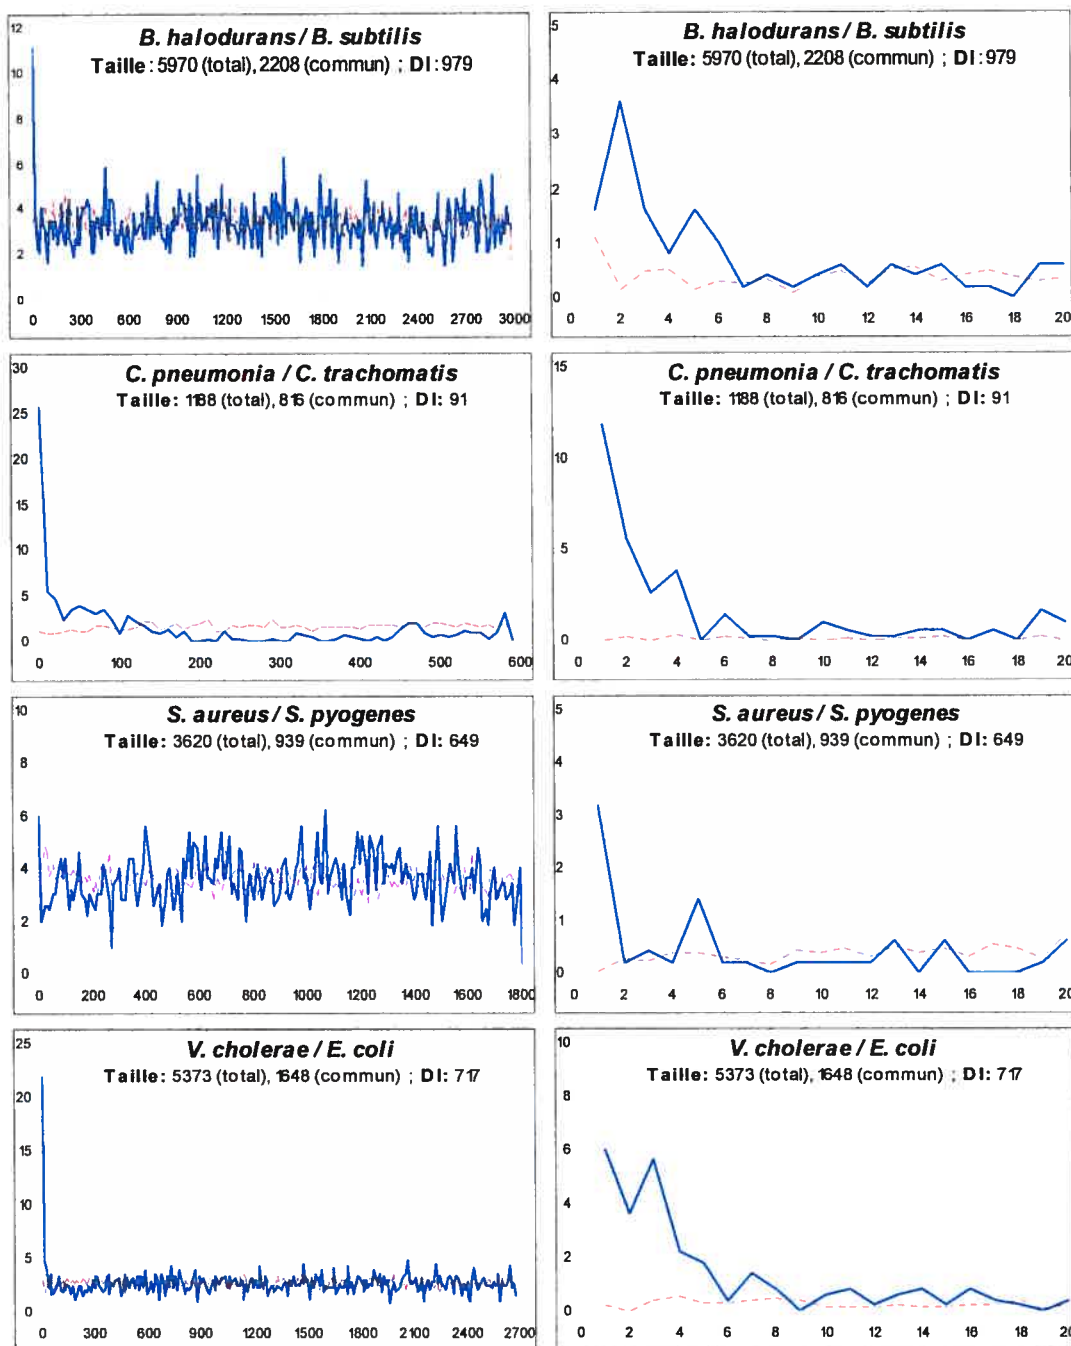 B. halodurans / B. subtilis
Taille: 5970 (total), 2208 (commun) ; DI: 979
12
10
8
6
4
2
0
0 300 600 900 1200 1500 1800 2100 2400 2700 3000
B. halodurans / B. subtilis
Taille: 5970 (total), 2208 (commun) ; DI: 979
5
4
3
2
1
0
0 2 4 6 8 10 12 14 16 18 20
C. pneumonia / C. trachomatis
Taille: 1188 (total), 816 (commun) ; DI: 91
30
25
20
15
10
5
0
0 100 200 300 400 500 600
C. pneumonia / C. trachomatis
Taille: 1188 (total), 816 (commun) ; DI: 91
15
10
5
0
0 2 4 6 8 10 12 14 16 18 20
S. aureus / S. pyogenes
Taille: 3620 (total), 939 (commun) ; DI: 649
10
8
6
4
2
0
0 200 400 600 800 1000 1200 1400 1600 1800
S. aureus / S. pyogenes
Taille: 3620 (total), 939 (commun) ; DI: 649
5
4
3
2
1
0
0 2 4 6 8 10 12 14 16 18 20
V. cholerae / E. coli
Taille: 5373 (total), 1648 (commun) ; DI: 717
25
20
15
10
5
0
0 300 600 900 1200 1500 1800 2100 2400 2700
V. cholerae / E. coli
Taille: 5373 (total), 1648 (commun) ; DI: 717
10
8
6
4
2
0
0 2 4 6 8 10 12 14 16 18 20